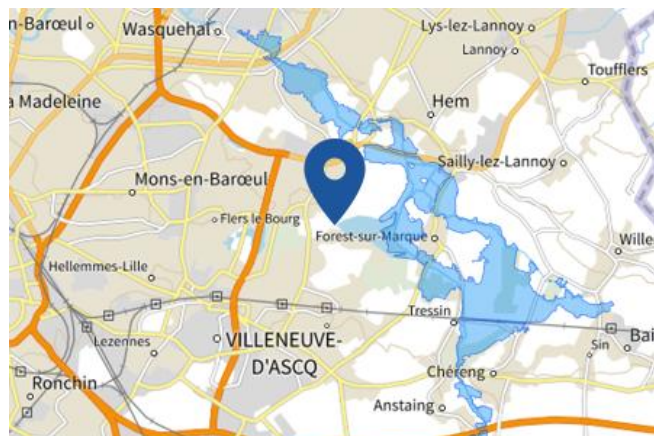 n-Barœul
Wasquehal
Lys-lez-Lannoy
Lannoy
Toufflers
a Madeleine
Hem
Sailly-lez-Lannoy
Mons-en-Barœul
Flers le Bourg
Forest-sur-Marque
Wille
Hellemmes-Lille
Tressin
Lezennes
VILLENEUVE-
D'ASCQ
Sin
Bai
Chéreng
Ronchin
Anstaing